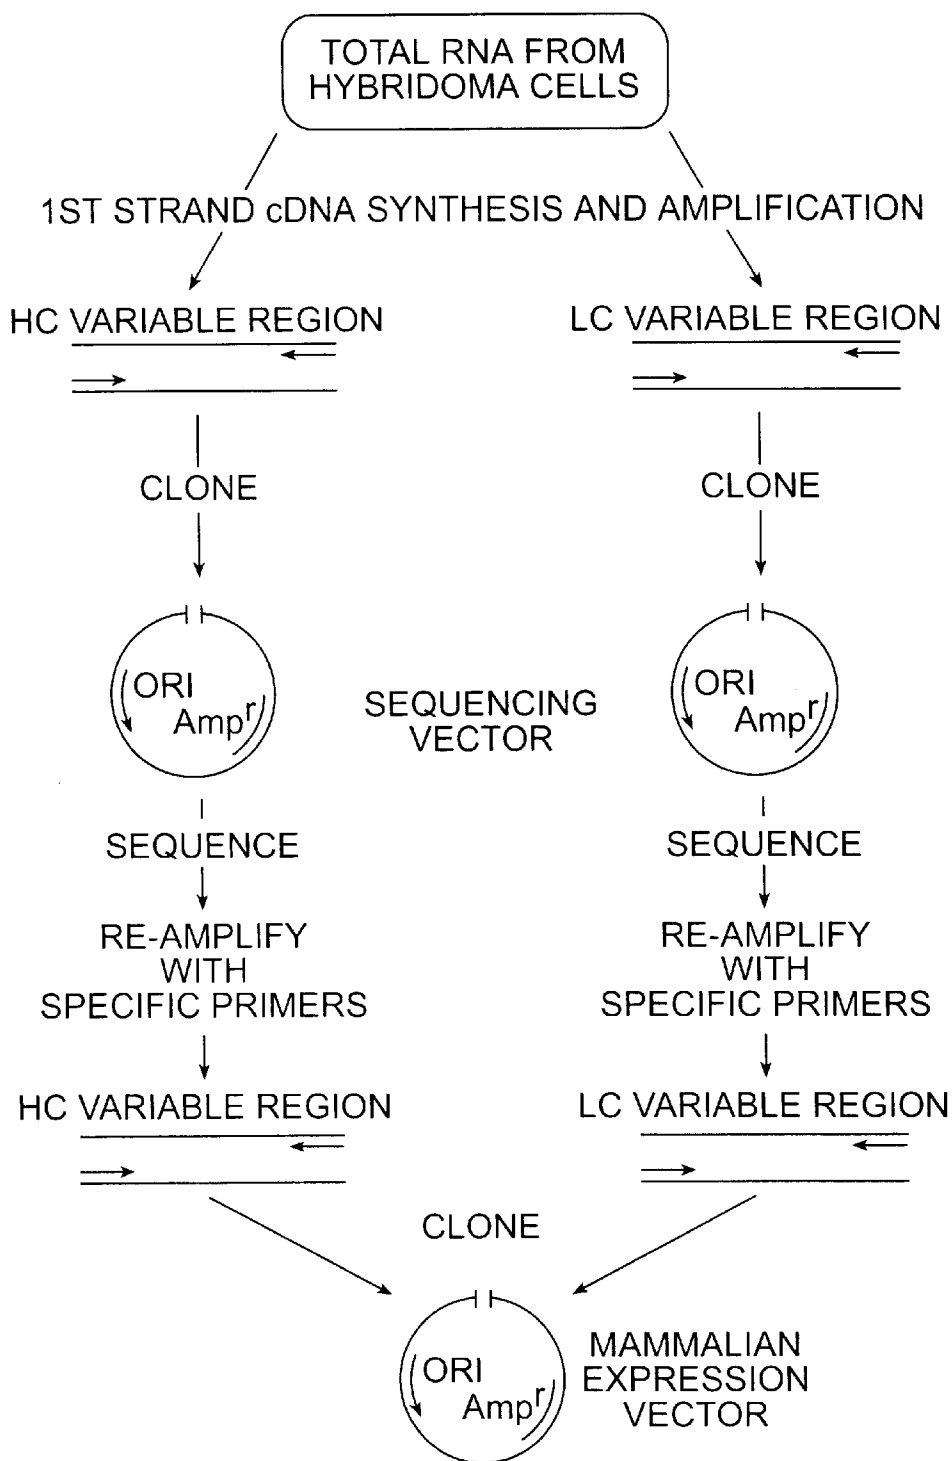 TOTAL RNA FROM
HYBRIDOMA CELLS
1ST STRAND cDNA SYNTHESIS AND AMPLIFICATION
HC VARIABLE REGION
LC VARIABLE REGION
CLONE
CLONE
ORI
Ampr
SEQUENCING
VECTOR
ORI
Ampr
SEQUENCE
SEQUENCE
RE-AMPLIFY
WITH
SPECIFIC PRIMERS
RE-AMPLIFY
WITH
SPECIFIC PRIMERS
HC VARIABLE REGION
LC VARIABLE REGION
CLONE
ORI
Ampr
MAMMALIAN
EXPRESSION
VECTOR